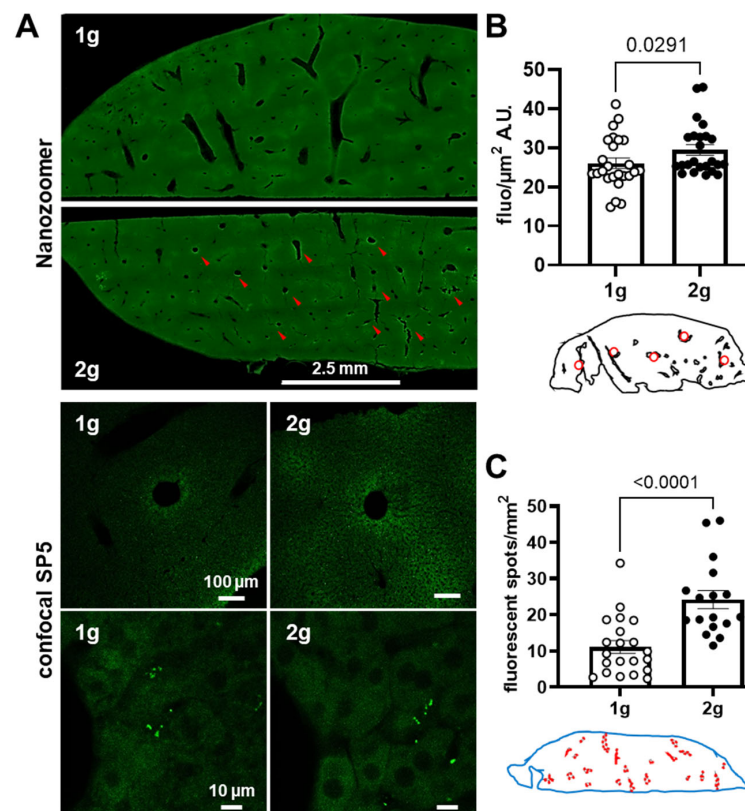 A
1g
Nanozoomer
2g
2.5 mm
1g
2g
100 µm
confocal SP5
1g
2g
10 µm
B
0.0291
fluo/µm² A.U.
50
40
30
20
10
0
1g
2g
C
<0.0001
fluorescent spots/mm²
50
40
30
20
10
0
1g
2g